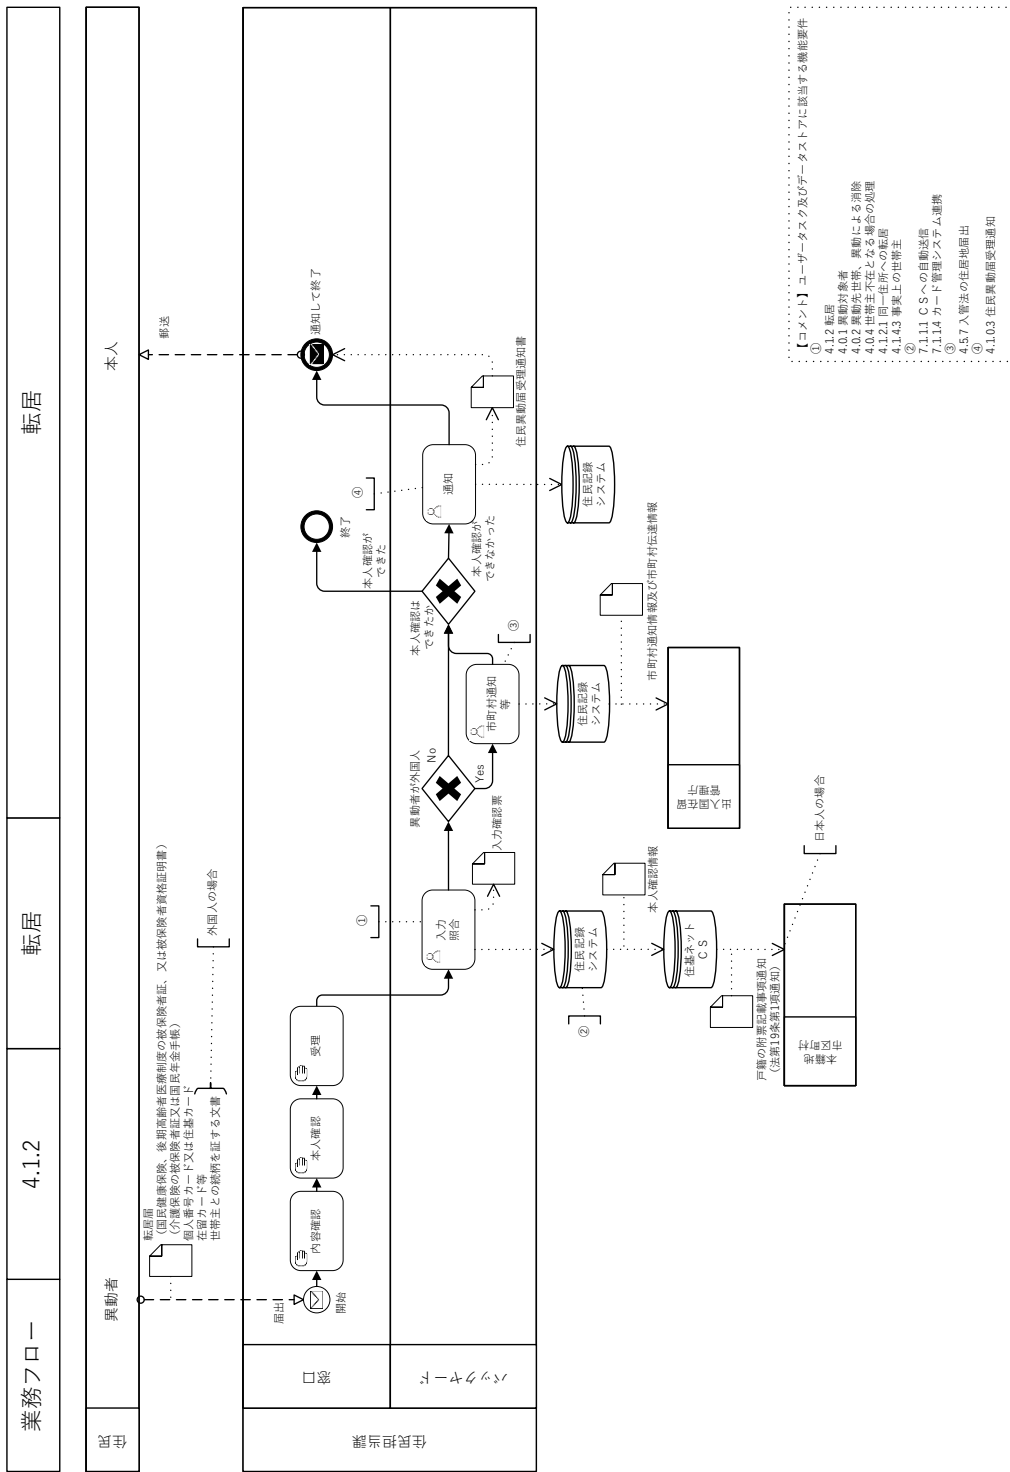 業務フロー
4.1.2
転居
転居
住民
異動者
本人
転居届
（国民健康保険、後期高齢者医療制度の被保険者証、又は被保険者資格証明書）
（介護保険の被保険者証又は国民年金手帳）
個人番号カード又は住基カード
在留カード等
世帯主との続柄を証する文書
外国人の場合
届出
郵送
住民担当課
窓口
バックヤード
開始
内容確認
本人確認
受理
終了
通知して終了
①
入力
照合
入力確認票
異動者が外国人
No
Yes
市町村通知
等
③
本人確認は
できたか
本人確認が
できた
本人確認が
できなかった
④
通知
住民異動届受理通知書
住民記録
システム
②
本人確認情報
住基ネット
ＣＳ
戸籍の附票記載事項通知
（法第19条第1項通知）
本籍地
市区町村
日本人の場合
住民記録
システム
市町村通知情報及び市町村伝達情報
出入国在留
管理庁
住民記録
システム
【コメント】ユーザータスク及びデータストアに該当する機能要件
①
4.1.2 転居
4.0.1 異動対象者
4.0.2 異動先世帯、異動による消除
4.0.4 世帯主不在となる場合の処理
4.1.2.1 同一住所への転居
4.1.4.3 事実上の世帯主
②
7.1.1.1 ＣＳへの自動送信
7.1.1.4 カード管理システム連携
③
4.5.7 入管法の住居地届出
④
4.1.0.3 住民異動届受理通知